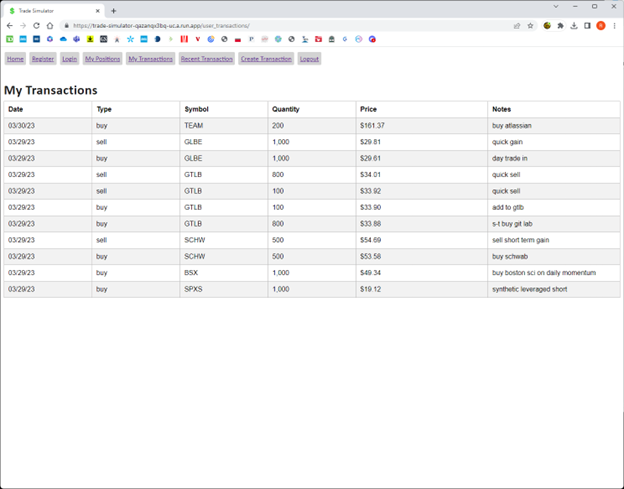 Trade Simulator
https://trade-simulator-qazanqx3bq-uc.a.run.app/user_transactions/
Home Register Login My Positions My Transactions Recent Transaction Create Transaction Logout
My Transactions
Date Type Symbol Quantity Price Notes
03/30/23 buy TEAM 200 $161.37 buy atlassian
03/29/23 sell GLBE 1,000 $29.81 quick gain
03/29/23 buy GLBE 1,000 $29.61 day trade in
03/29/23 sell GTLB 800 $34.01 quick sell
03/29/23 sell GTLB 100 $33.92 quick sell
03/29/23 buy GTLB 100 $33.90 add to gtlb
03/29/23 buy GTLB 800 $33.88 s-t buy git lab
03/29/23 sell SCHW 500 $54.69 sell short term gain
03/29/23 buy SCHW 500 $53.58 buy schwab
03/29/23 buy BSX 1,000 $49.34 buy boston sci on daily momentum
03/29/23 buy SPXS 1,000 $19.12 synthetic leveraged short